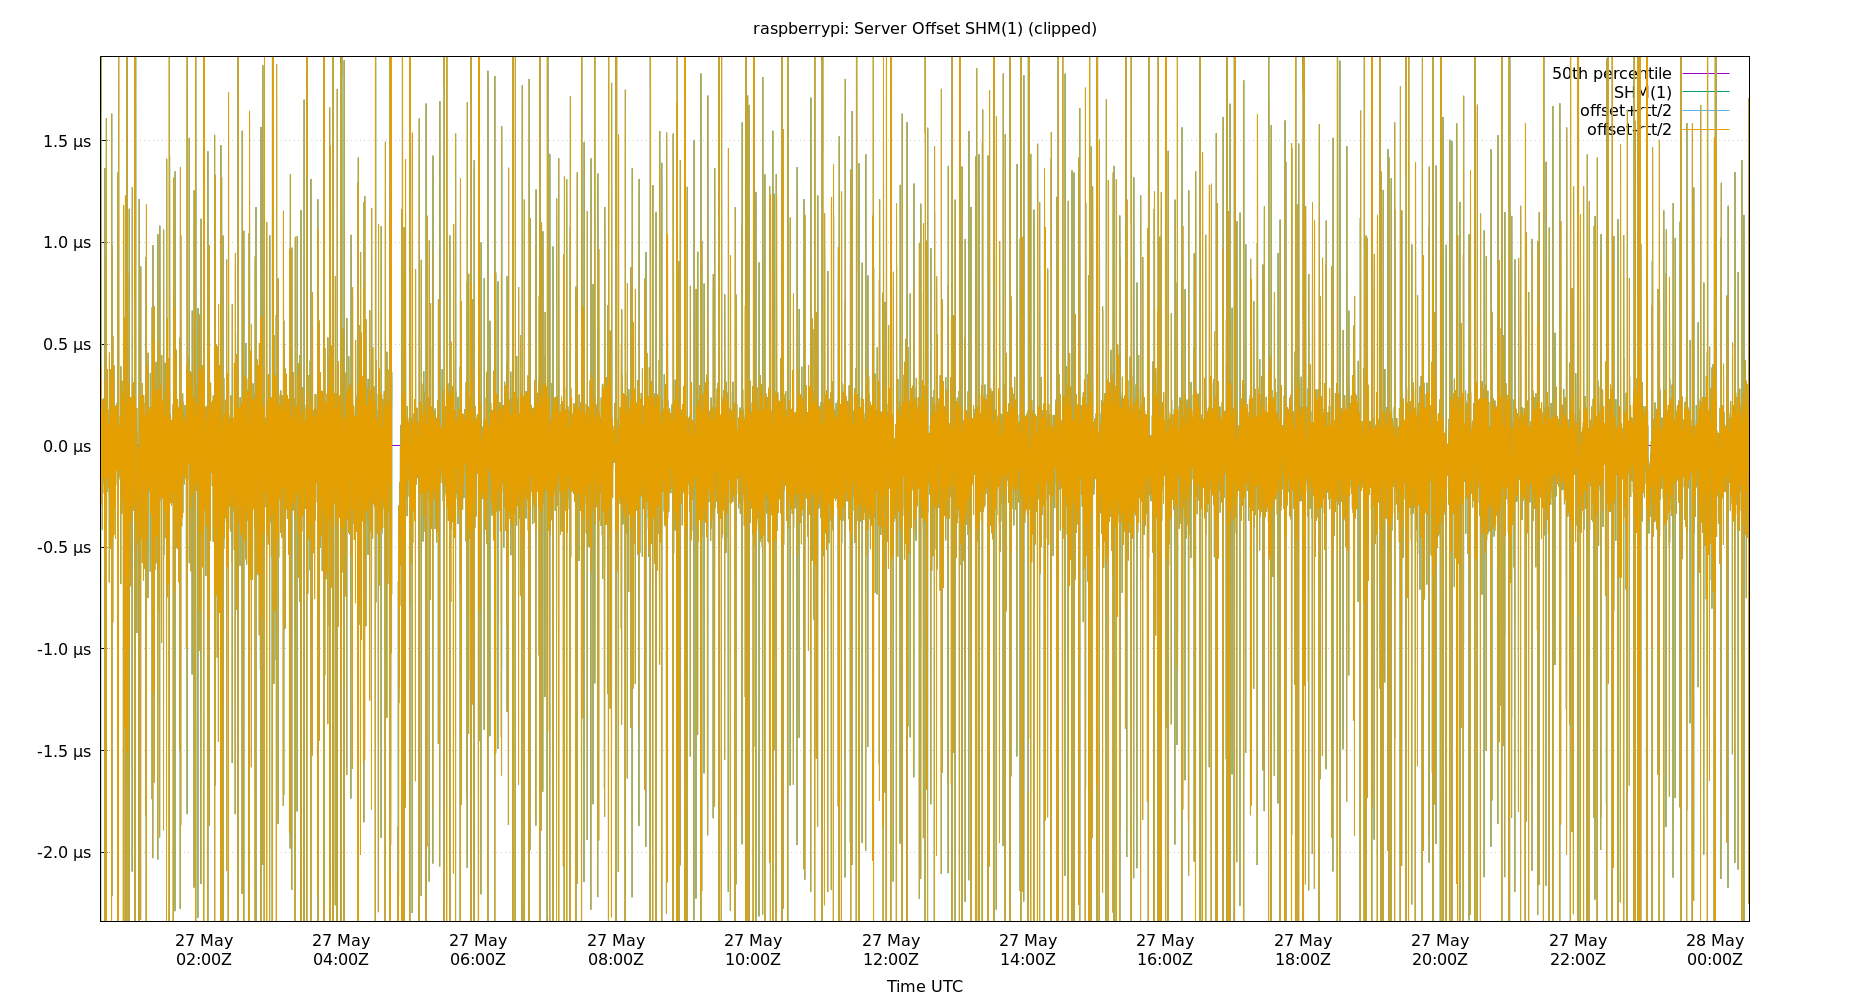 raspberrypi: Server Offset SHM(1) (clipped)
50th percentile
SHM(1)
offset+rtt/2
offset-rtt/2
1.5 µs
1.0 µs
0.5 µs
0.0 µs
-0.5 µs
-1.0 µs
-1.5 µs
-2.0 µs
27 May 27 May 27 May 27 May 27 May 27 May 27 May 27 May 27 May 27 May 27 May 28 May
02:00Z 04:00Z 06:00Z 08:00Z 10:00Z 12:00Z 14:00Z 16:00Z 18:00Z 20:00Z 22:00Z 00:00Z
Time UTC